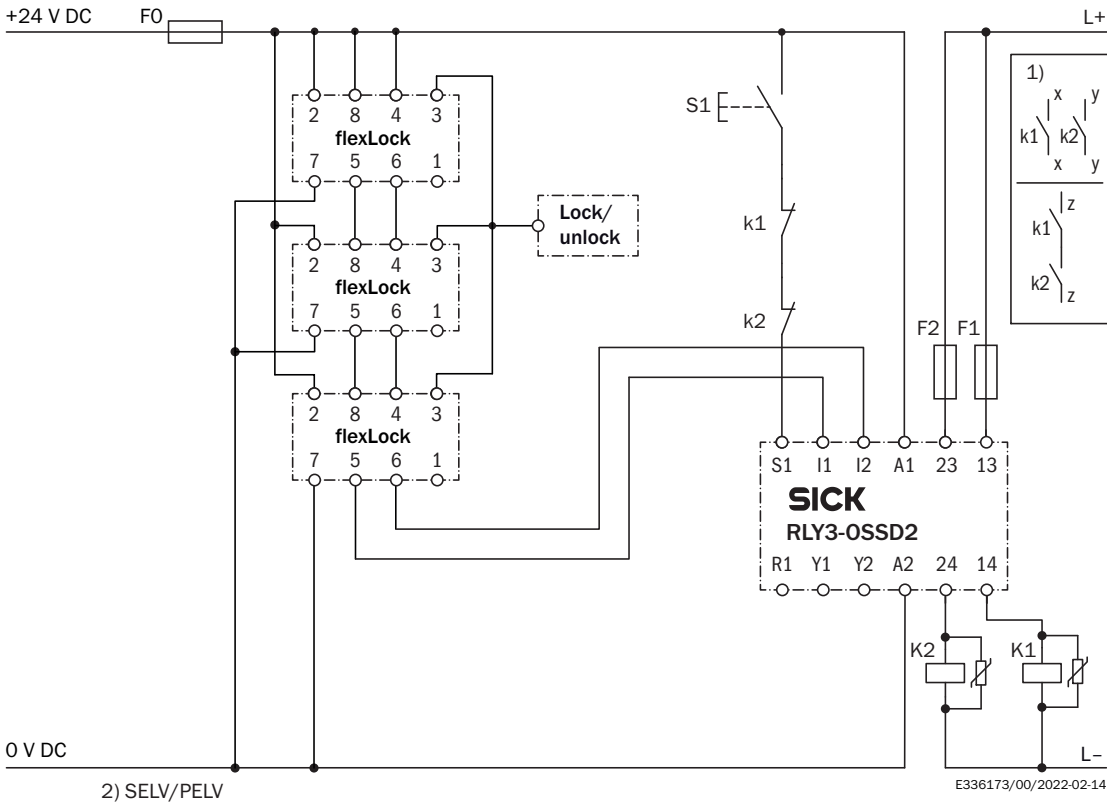 +24 V DC F0 L+
1)
x y
k1 k2
x y
z
k1
k2
z
S1
2 8 4 3
flexLock
7 5 6 1
Lock/
unlock
k1
2 8 4 3
flexLock
7 5 6 1
k2
F2 F1
2 8 4 3
flexLock
7 5 6 1
S1 I1 I2 A1 23 13
SICK
RLY3-OSSD2
R1 Y1 Y2 A2 24 14
K2 K1
0 V DC L–
2) SELV/PELV
E336173/00/2022-02-14